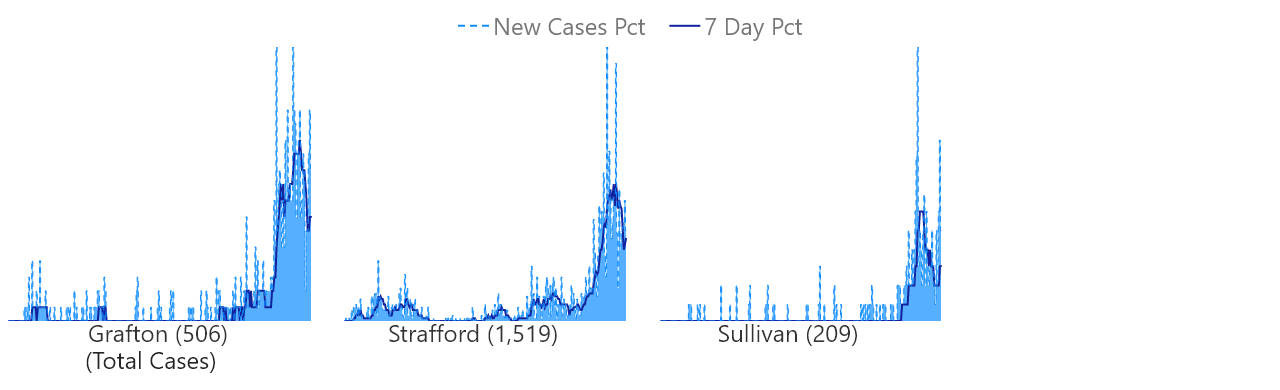 New Cases Pct 7 Day Pct
Grafton (506) Strafford (1,519) Sullivan (209)
(Total Cases)